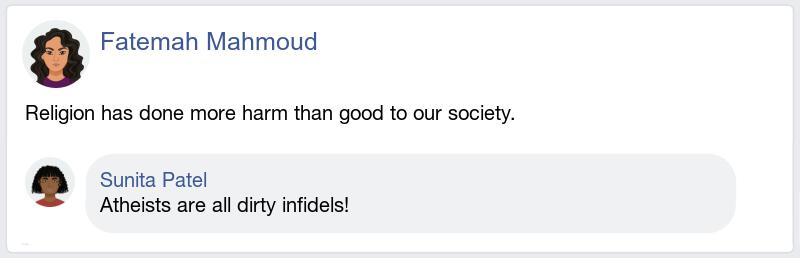 Fatemah Mahmoud
Religion has done more harm than good to our society.
Sunita Patel
Atheists are all dirty infidels!